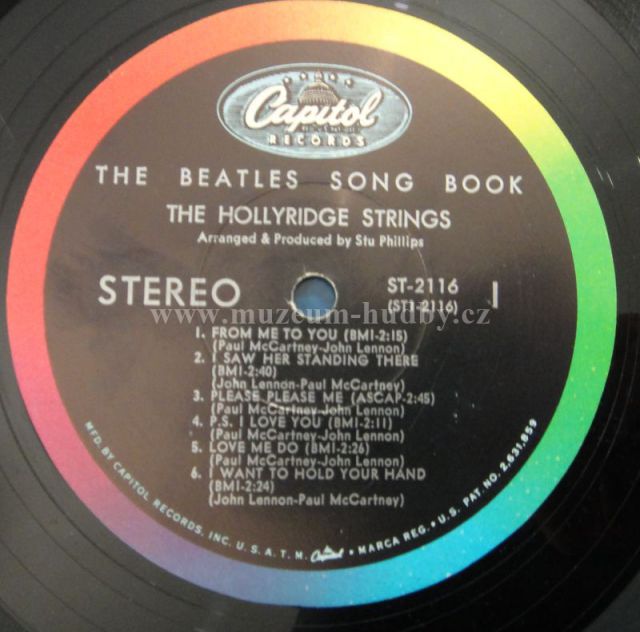 Capitol
RECORDS
THE BEATLES SONG BOOK
THE HOLLYRIDGE STRINGS
Arranged & Produced by Stu Phillips
STEREO
ST-2116
(ST1-2116)
1
www.muzeum-hudby.cz
1. FROM ME TO YOU (BMI-2:15)
(Paul McCartney-John Lennon)
2. I SAW HER STANDING THERE
(BMI-2:40)
(John Lennon-Paul McCartney)
3. PLEASE PLEASE ME (ASCAP-2:45)
(Paul McCartney-John Lennon)
4. P.S. I LOVE YOU (BMI-2:11)
(Paul McCartney-John Lennon)
5. LOVE ME DO (BMI-2:26)
(Paul McCartney-John Lennon)
6. I WANT TO HOLD YOUR HAND
(BMI-2:24)
(John Lennon-Paul McCartney)
MFD. BY CAPITOL RECORDS, INC. U. S. A. T. M. Capitol • MARCA REG. • U.S. PAT. NO. 2,631,859